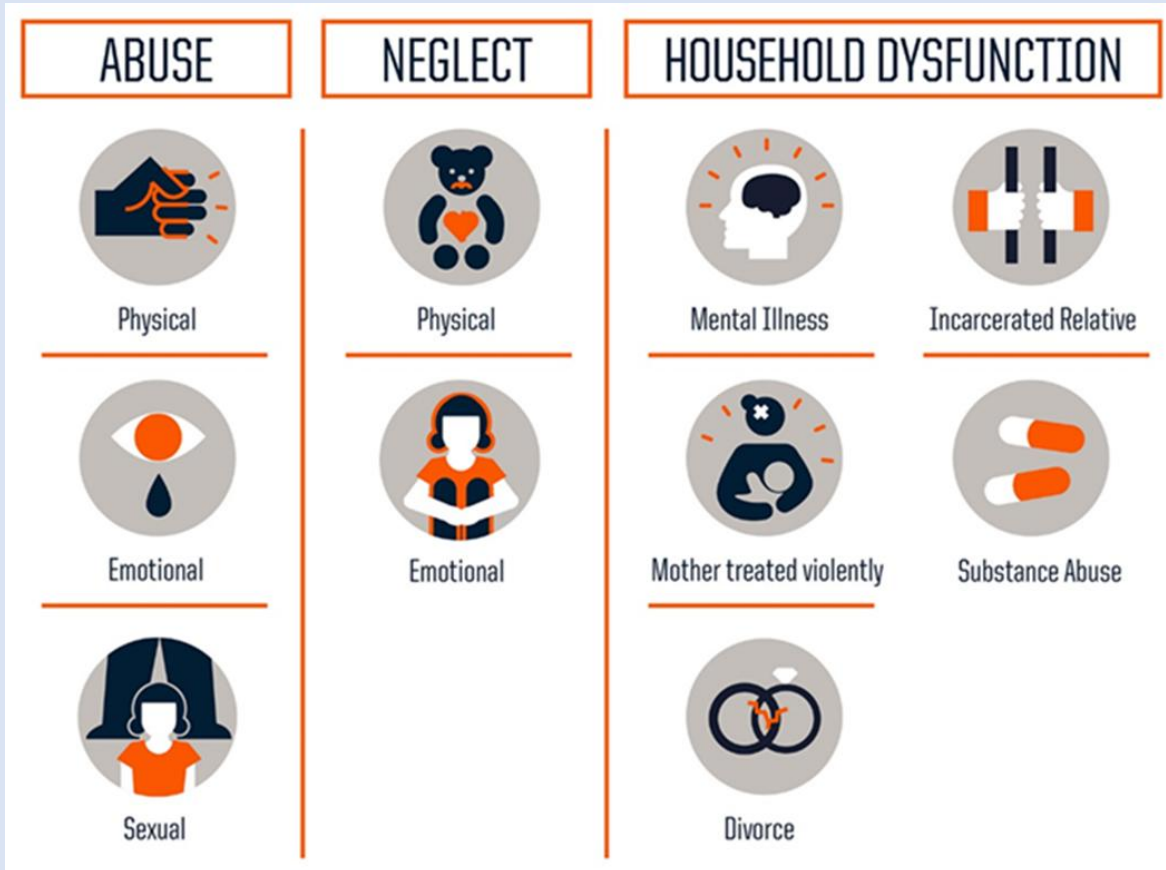 ABUSE
Physical
Emotional
Sexual
NEGLECT
Physical
Emotional
HOUSEHOLD DYSFUNCTION
Mental Illness
Incarcerated Relative
Mother treated violently
Substance Abuse
Divorce